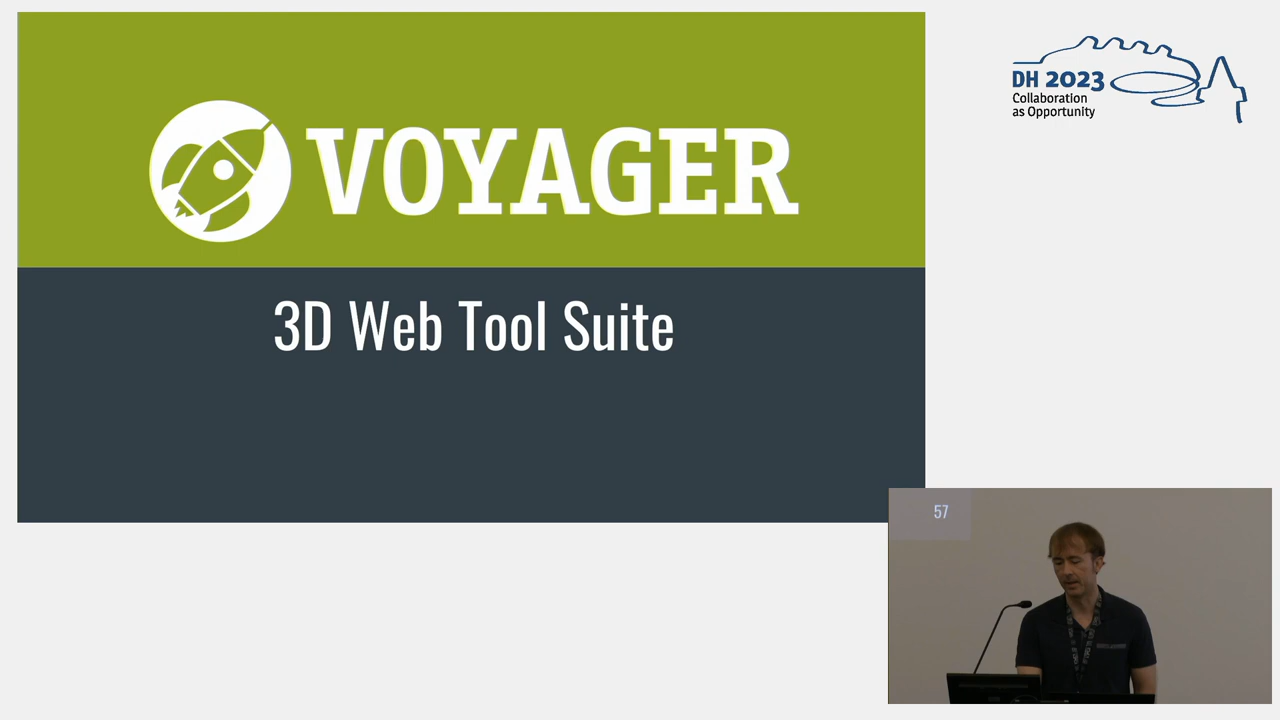 VOYAGER
3D Web Tool Suite
DH 2023
Collaboration
as Opportunity
57